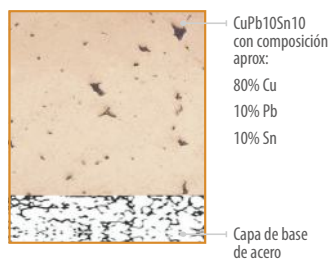 CuPb10Sn10
con composición
aprox:
80% Cu
10% Pb
10% Sn
Capa de base
de acero